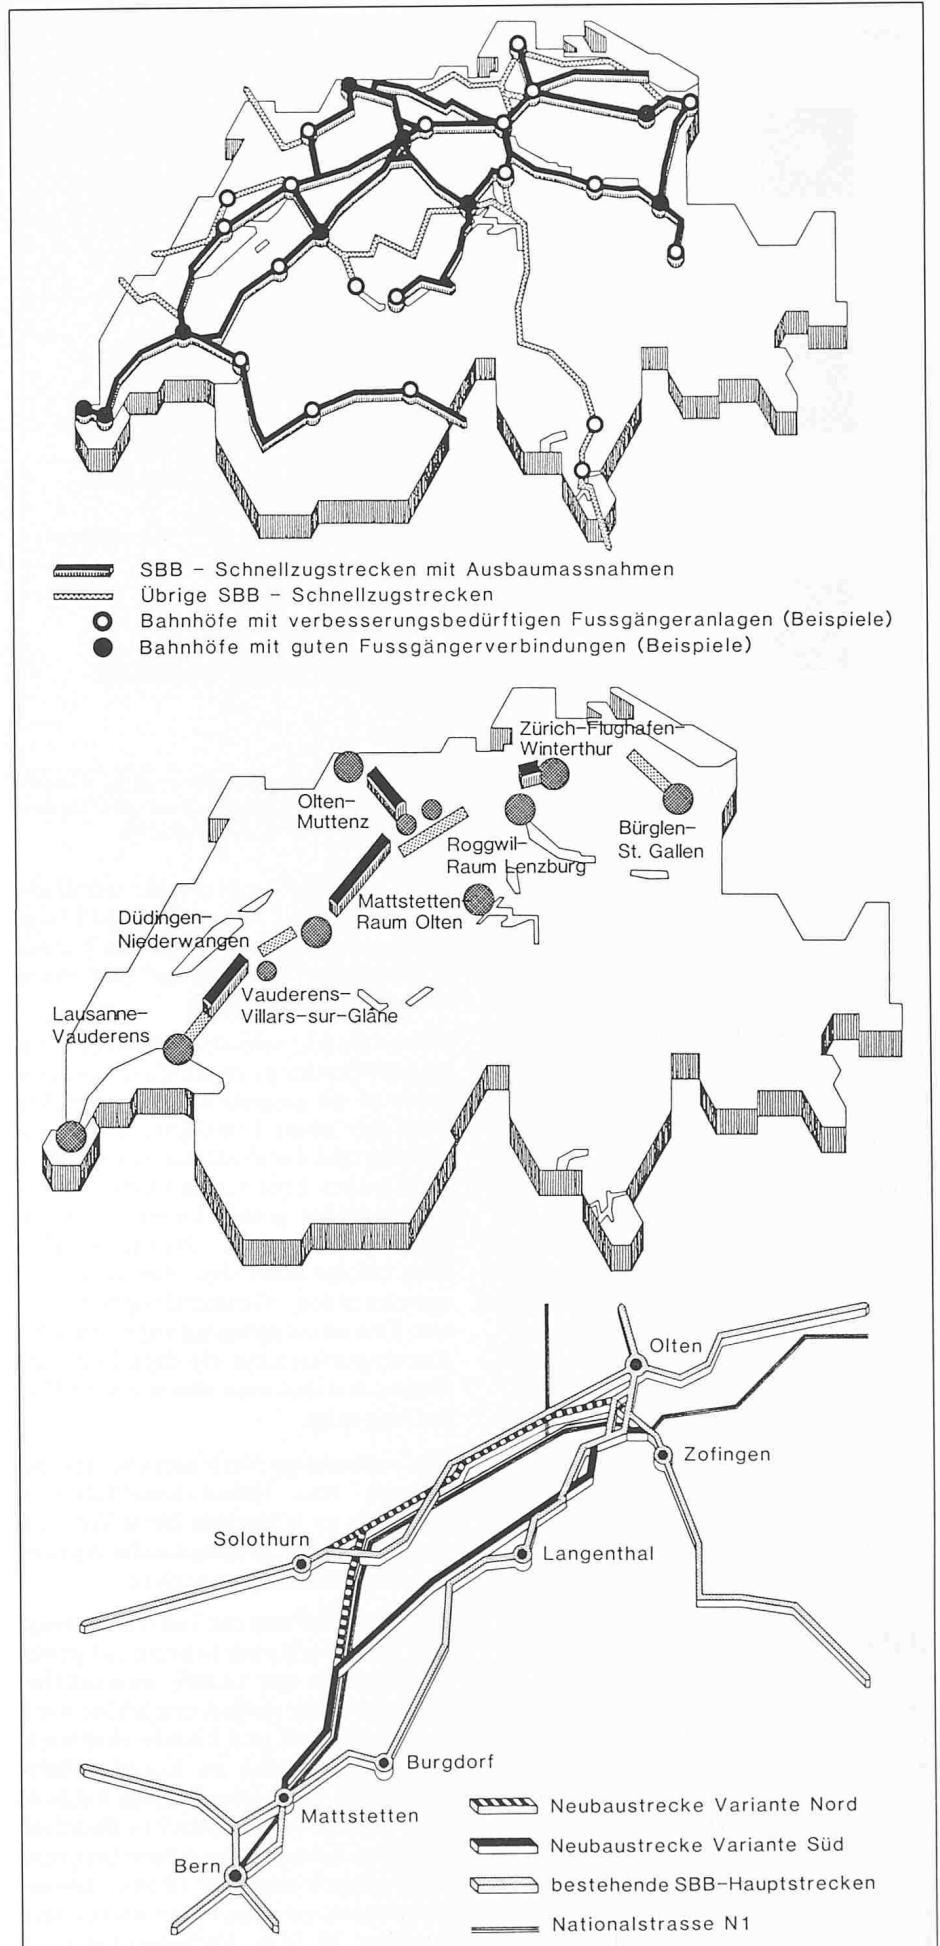 SBB - Schnellzugstrecken mit Ausbaumassnahmen
Übrige SBB - Schnellzugstrecken
Bahnhöfe mit verbesserungsbedürftigen Fussgängeranlagen (Beispiele)
Bahnhöfe mit guten Fussgängerverbindungen (Beispiele)
Zürich-Flughafen-
Winterthur
Olten-
Muttenz
Roggwil-
Raum Lenzburg
Bürglen-
St. Gallen
Mattstetten-
Raum Olten
Düdingen-
Niederwangen
Vauderens-
Villars-sur-Glâne
Lausanne-
Vauderens
Olten
Zofingen
Solothurn
Langenthal
Burgdorf
Mattstetten
Bern
Neubaustrecke Variante Nord
Neubaustrecke Variante Süd
bestehende SBB-Hauptstrecken
Nationalstrasse N1